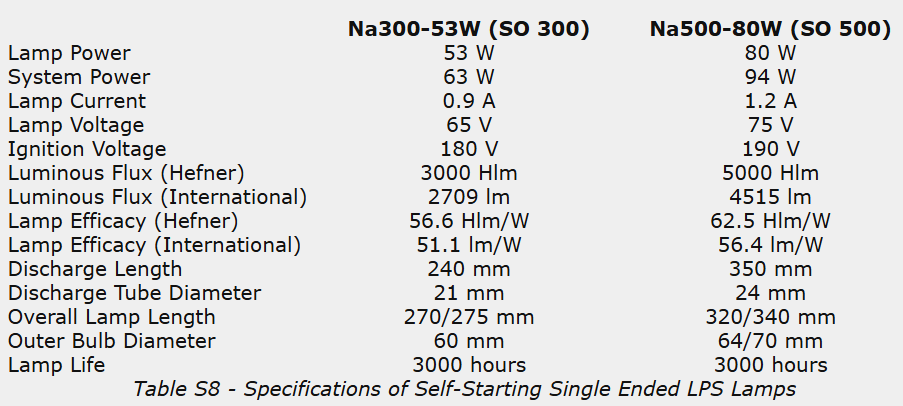 Na300-53W (SO 300) Na500-80W (SO 500)
Lamp Power 53 W 80 W
System Power 63 W 94 W
Lamp Current 0.9 A 1.2 A
Lamp Voltage 65 V 75 V
Ignition Voltage 180 V 190 V
Luminous Flux (Hefner) 3000 Hlm 5000 Hlm
Luminous Flux (International) 2709 lm 4515 lm
Lamp Efficacy (Hefner) 56.6 Hlm/W 62.5 Hlm/W
Lamp Efficacy (International) 51.1 lm/W 56.4 lm/W
Discharge Length 240 mm 350 mm
Discharge Tube Diameter 21 mm 24 mm
Overall Lamp Length 270/275 mm 320/340 mm
Outer Bulb Diameter 60 mm 64/70 mm
Lamp Life 3000 hours 3000 hours
Table S8 - Specifications of Self-Starting Single Ended LPS Lamps